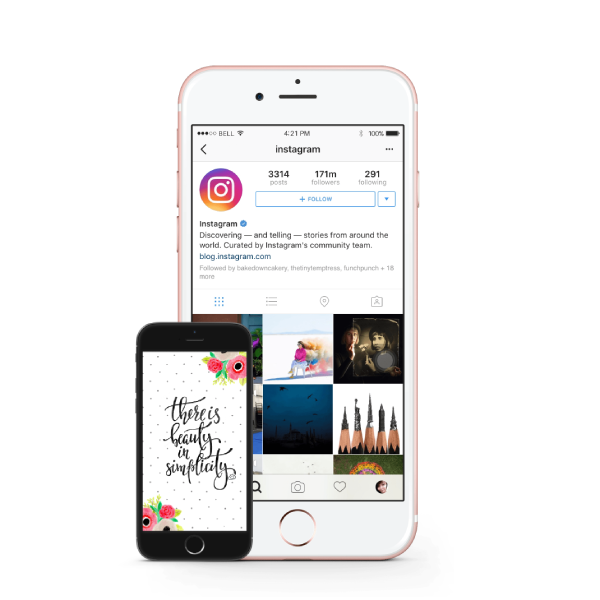 BELL 4:21 PM 100%
instagram
3314 171m 291
posts followers following
+ FOLLOW
Instagram
Discovering — and telling — stories from around the
world. Curated by Instagram's community team.
blog.instagram.com
Followed by bakedowncakery, thetinytemptress, funchpunch + 18
more
there is
beauty
in
simplicity